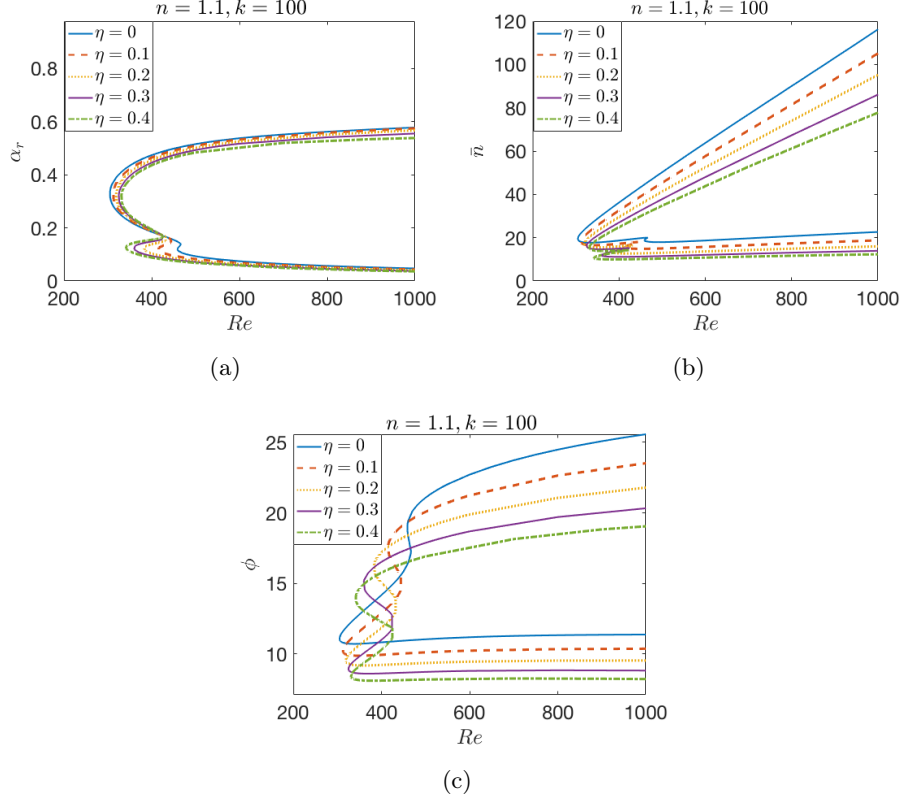 n = 1.1, k = 100
η = 0
η = 0.1
η = 0.2
η = 0.3
η = 0.4
0.8
0.6
0.4
0.2
0
α_r
200 400 600 800 1000
Re
(a)
n = 1.1, k = 100
η = 0
η = 0.1
η = 0.2
η = 0.3
η = 0.4
120
100
80
60
40
20
0
n̄
200 400 600 800 1000
Re
(b)
n = 1.1, k = 100
η = 0
η = 0.1
η = 0.2
η = 0.3
η = 0.4
25
20
15
10
ϕ
200 400 600 800 1000
Re
(c)